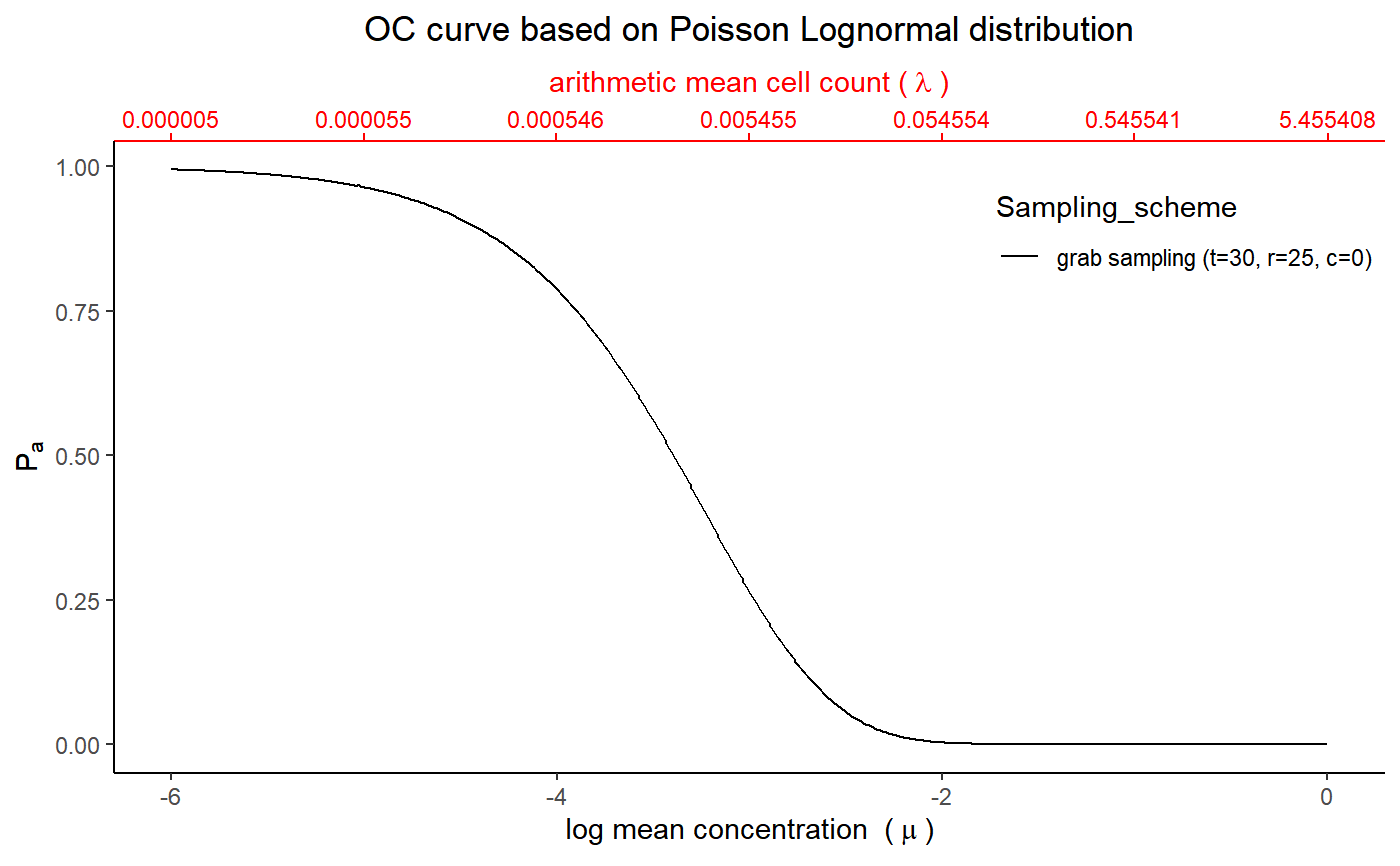 OC curve based on Poisson Lognormal distribution
arithmetic mean cell count ( λ )
0.000005 0.000055 0.000546 0.005455 0.054554 0.545541 5.455408
1.00
Sampling_scheme
grab sampling (t=30, r=25, c=0)
0.75
0.50
Pa
0.25
0.00
-6 -4 -2 0
log mean concentration ( μ )